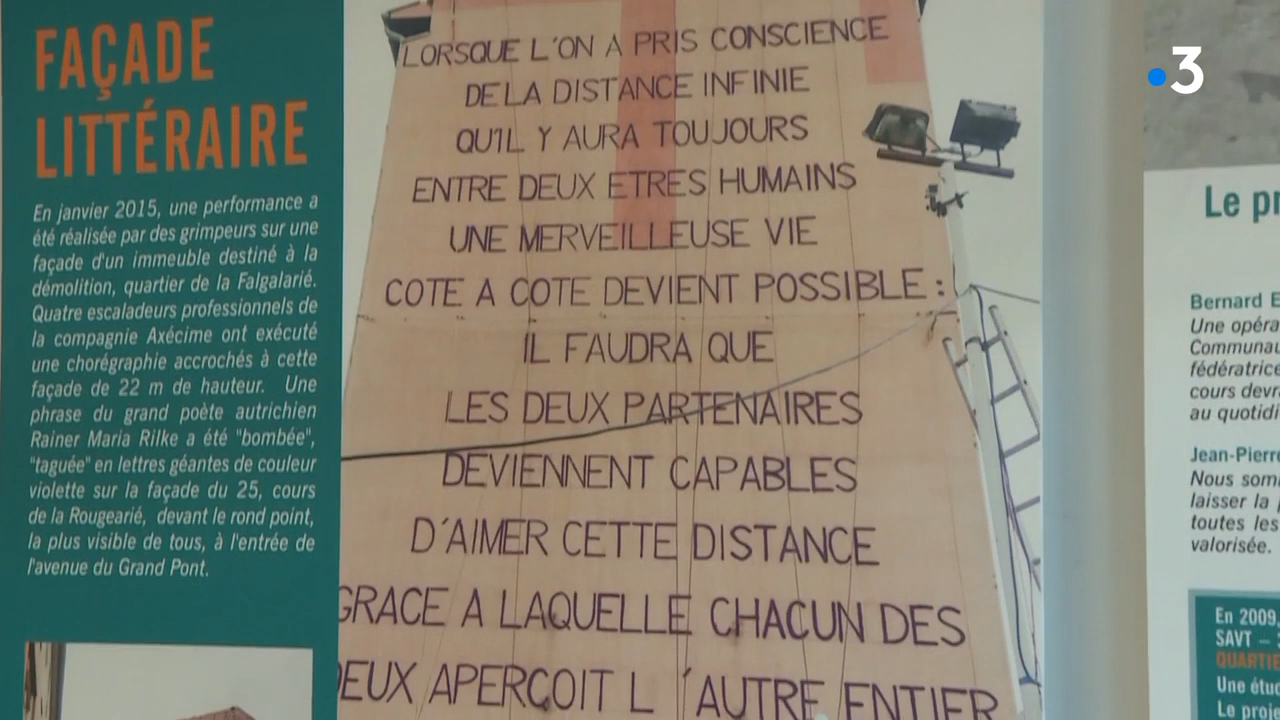 FAÇADE
LITTÉRAIRE
En janvier 2015, une performance a
été réalisée par des grimpeurs sur une
façade d'un immeuble destiné à la
démolition, quartier de la Falgalarié.
Quatre escaladeurs professionnels de
la compagnie Axécime ont exécuté
une chorégraphie accrochés à cette
façade de 22 m de hauteur. Une
phrase du grand poète autrichien
Rainer Maria Rilke a été "bombée",
"taguée" en lettres géantes de couleur
violette sur la façade du 25, cours
de la Rougearié, devant le rond point,
la plus visible de tous, à l'entrée de
l'avenue du Grand Pont.
LORSQUE L'ON A PRIS CONSCIENCE
DE LA DISTANCE INFINIE
QU'IL Y AURA TOUJOURS
ENTRE DEUX ETRES HUMAINS
UNE MERVEILLEUSE VIE
COTE A COTE DEVIENT POSSIBLE :
IL FAUDRA QUE
LES DEUX PARTENAIRES
DEVIENNENT CAPABLES
D'AIMER CETTE DISTANCE
GRACE A LAQUELLE CHACUN DES
DEUX APERÇOIT L'AUTRE ENTIER
3
Le pr
Bernard E
Une opéra
Communau
fédératrice
cours devr
au quotidi
Jean-Pierre
Nous somm
laisser la
toutes les
valorisée.
En 2009,
SAVT –
QUARTIE
Une étud
Le proje